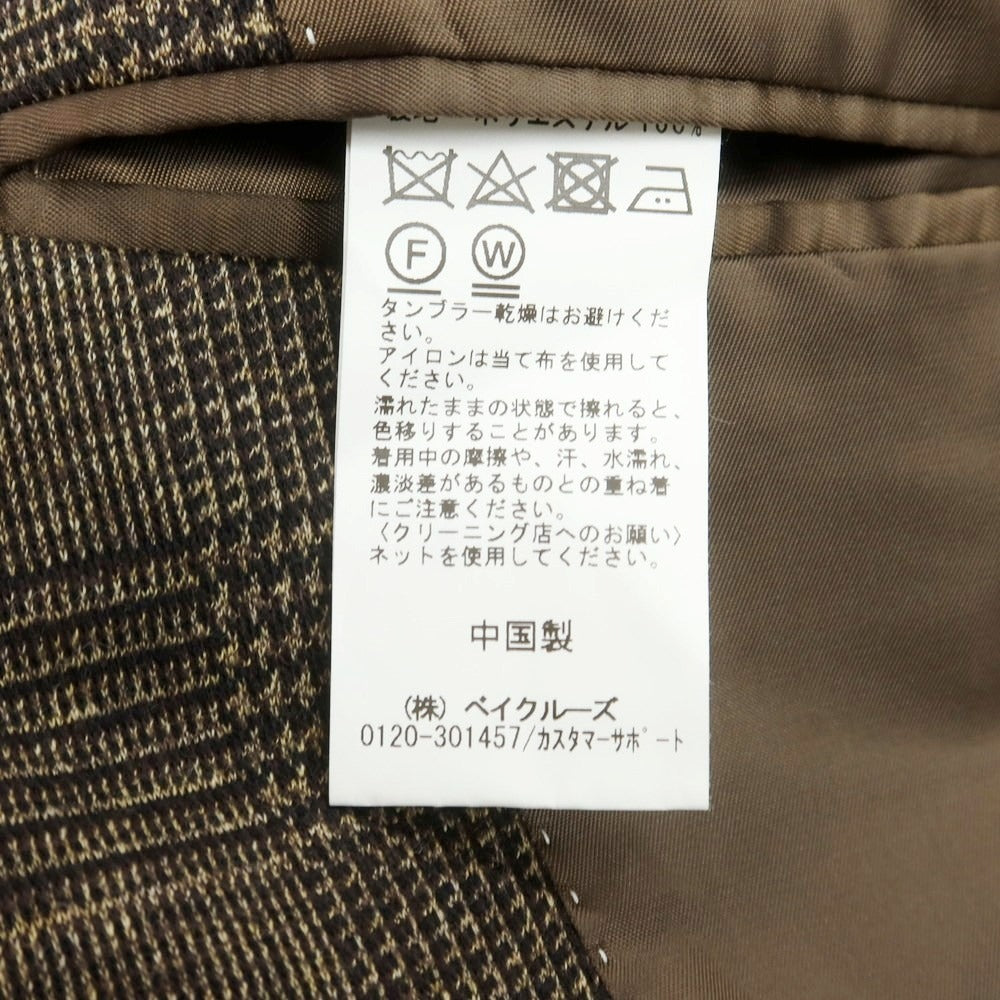 ポリエステル 100%
F W
タンブラー乾燥はお避けくだ
さい。
アイロンは当て布を使用して
ください。
濡れたままの状態で擦れると、
色移りすることがあります。
着用中の摩擦や、汗、水濡れ、
濃淡差があるものとの重ね着
にご注意ください。
〈クリーニング店へのお願い〉
ネットを使用してください。
中国製
(株) ベイクルーズ
0120-301457/カスタマーサポート